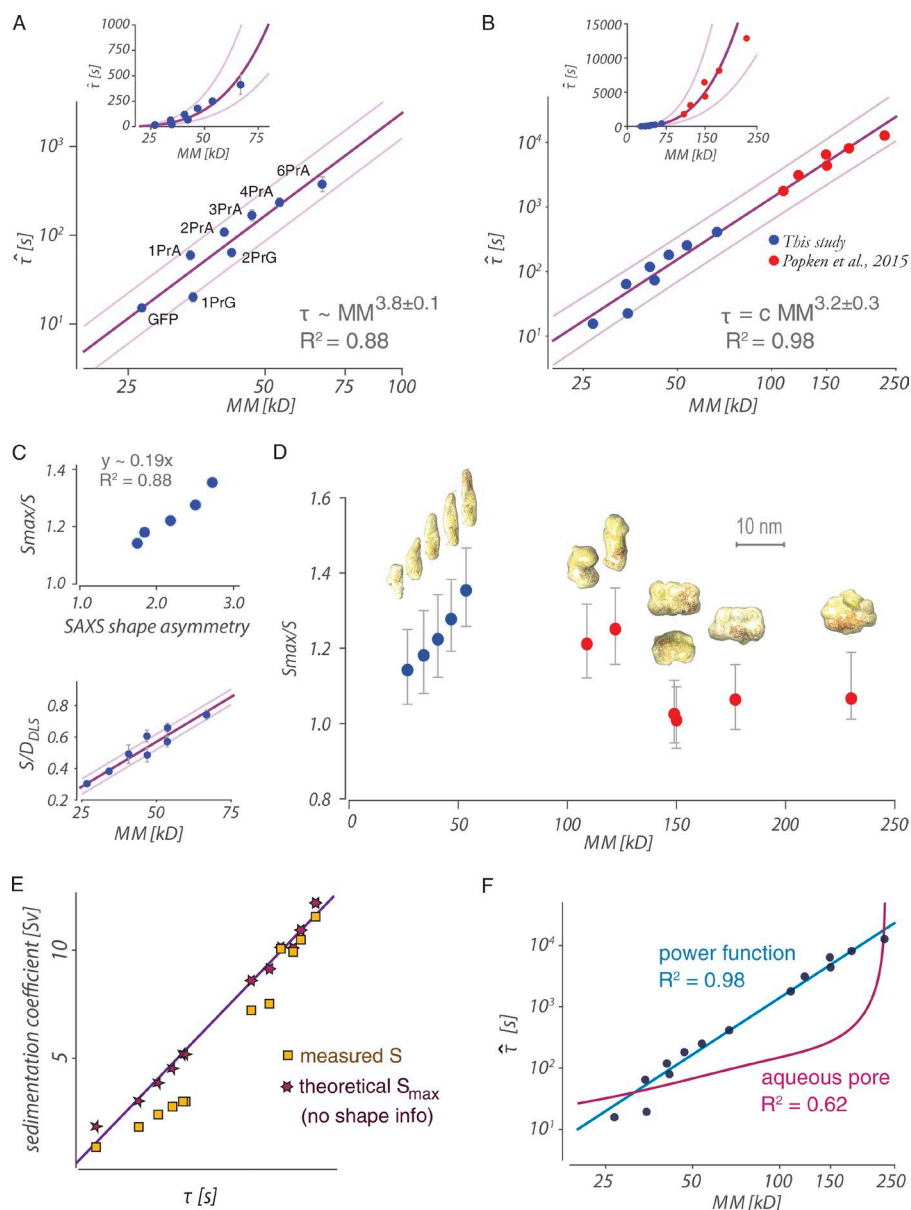 A
1000
750
500
250
0
τ̂ [s]
25
50
75
MM [kD]
10³
10²
10¹
τ̂ [s]
6PrA
4PrA
3PrA
2PrA
1PrA
2PrG
1PrG
GFP
τ ~ MM^3.8±0.1
R² = 0.88
25
50
75
100
MM [kD]
B
15000
10000
5000
0
τ̂ [s]
0
75
150
250
MM [kD]
10⁴
10³
10²
10¹
τ̂ [s]
This study
Popken et al., 2015
τ = c MM^3.2±0.3
R² = 0.98
25
50
100
150
250
MM [kD]
C
y ~ 0.19x
R² = 0.88
1.4
1.2
1.0
Smax/S
2.0
3.0
SAXS shape asymmetry
0.8
0.6
0.4
0.2
S/D_DLS
25
50
75
MM [kD]
D
1.6
1.4
1.2
1.0
0.8
Smax/S
10 nm
0
50
100
150
200
250
MM [kD]
E
sedimentation coefficient [Sv]
10
5
measured S
theoretical S_max
(no shape info)
τ [s]
F
10⁴
10³
10²
10¹
τ̂ [s]
power function
R² = 0.98
aqueous pore
R² = 0.62
25
50
100
150
250
MM [kD]